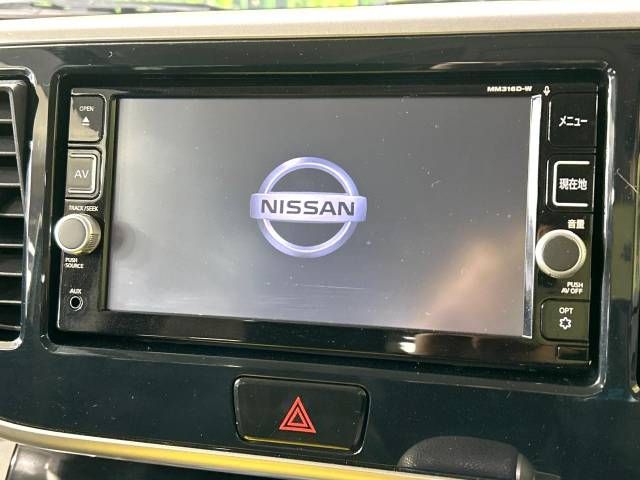 MM316D-W
OPEN
メニュー
AV
現在地
TRACK/SEEK
音量
NISSAN
PUSH
-SOURCE
PUSH
AV OFF
AUX
OPT